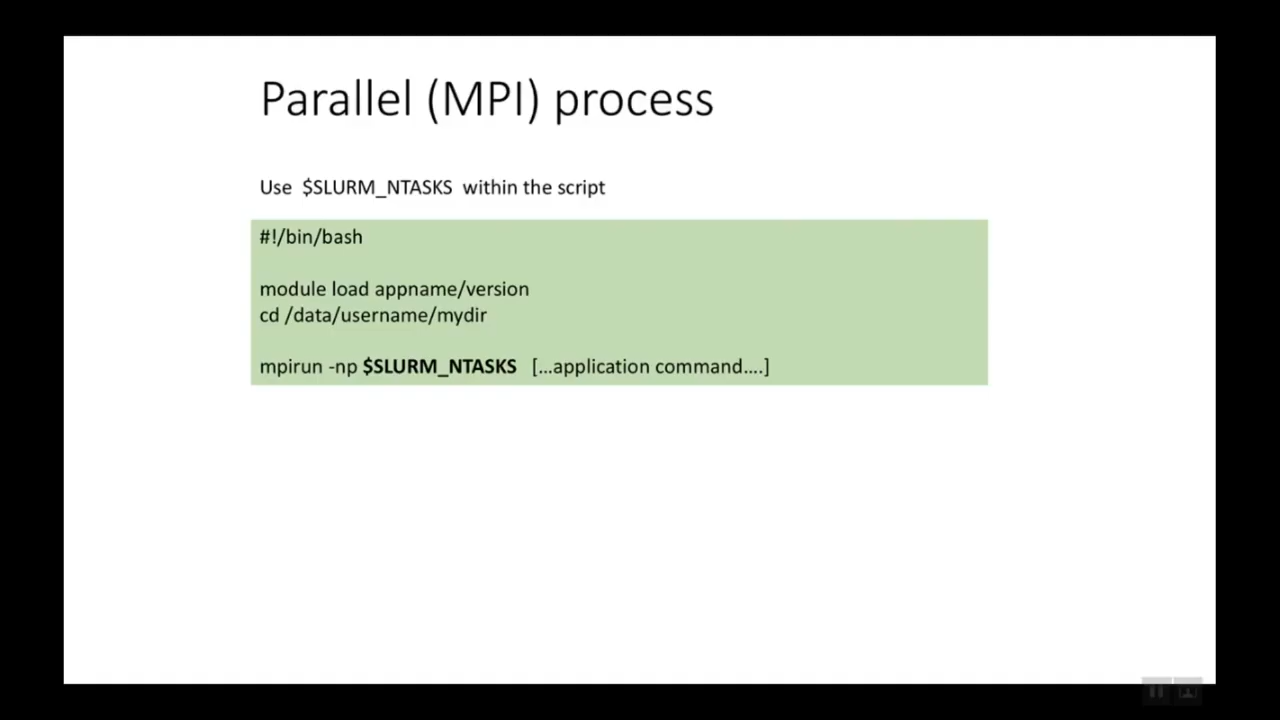 Parallel (MPI) process
Use $SLURM_NTASKS within the script
#!/bin/bash
module load appname/version
cd /data/username/mydir
mpirun -np $SLURM_NTASKS [...application command....]